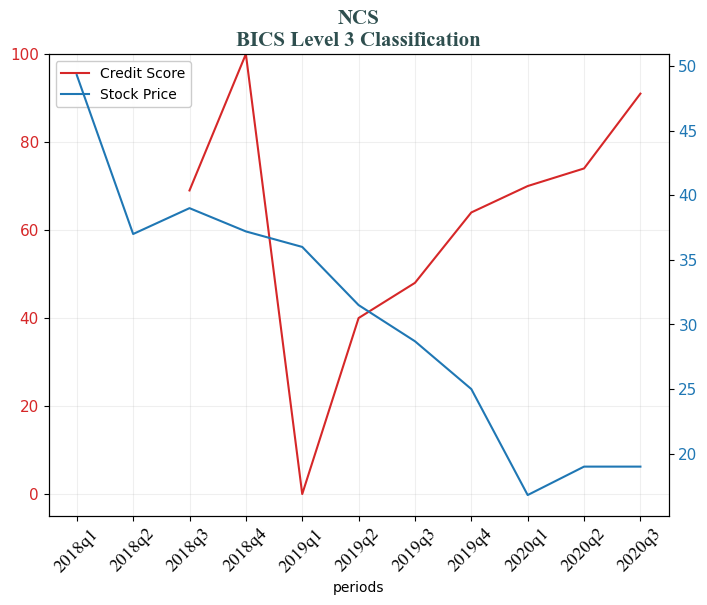 NCS
BICS Level 3 Classification
Credit Score
Stock Price
100
80
60
40
20
0
50
45
40
35
30
25
20
2018q1
2018q2
2018q3
2018q4
2019q1
2019q2
2019q3
2019q4
2020q1
2020q2
2020q3
periods